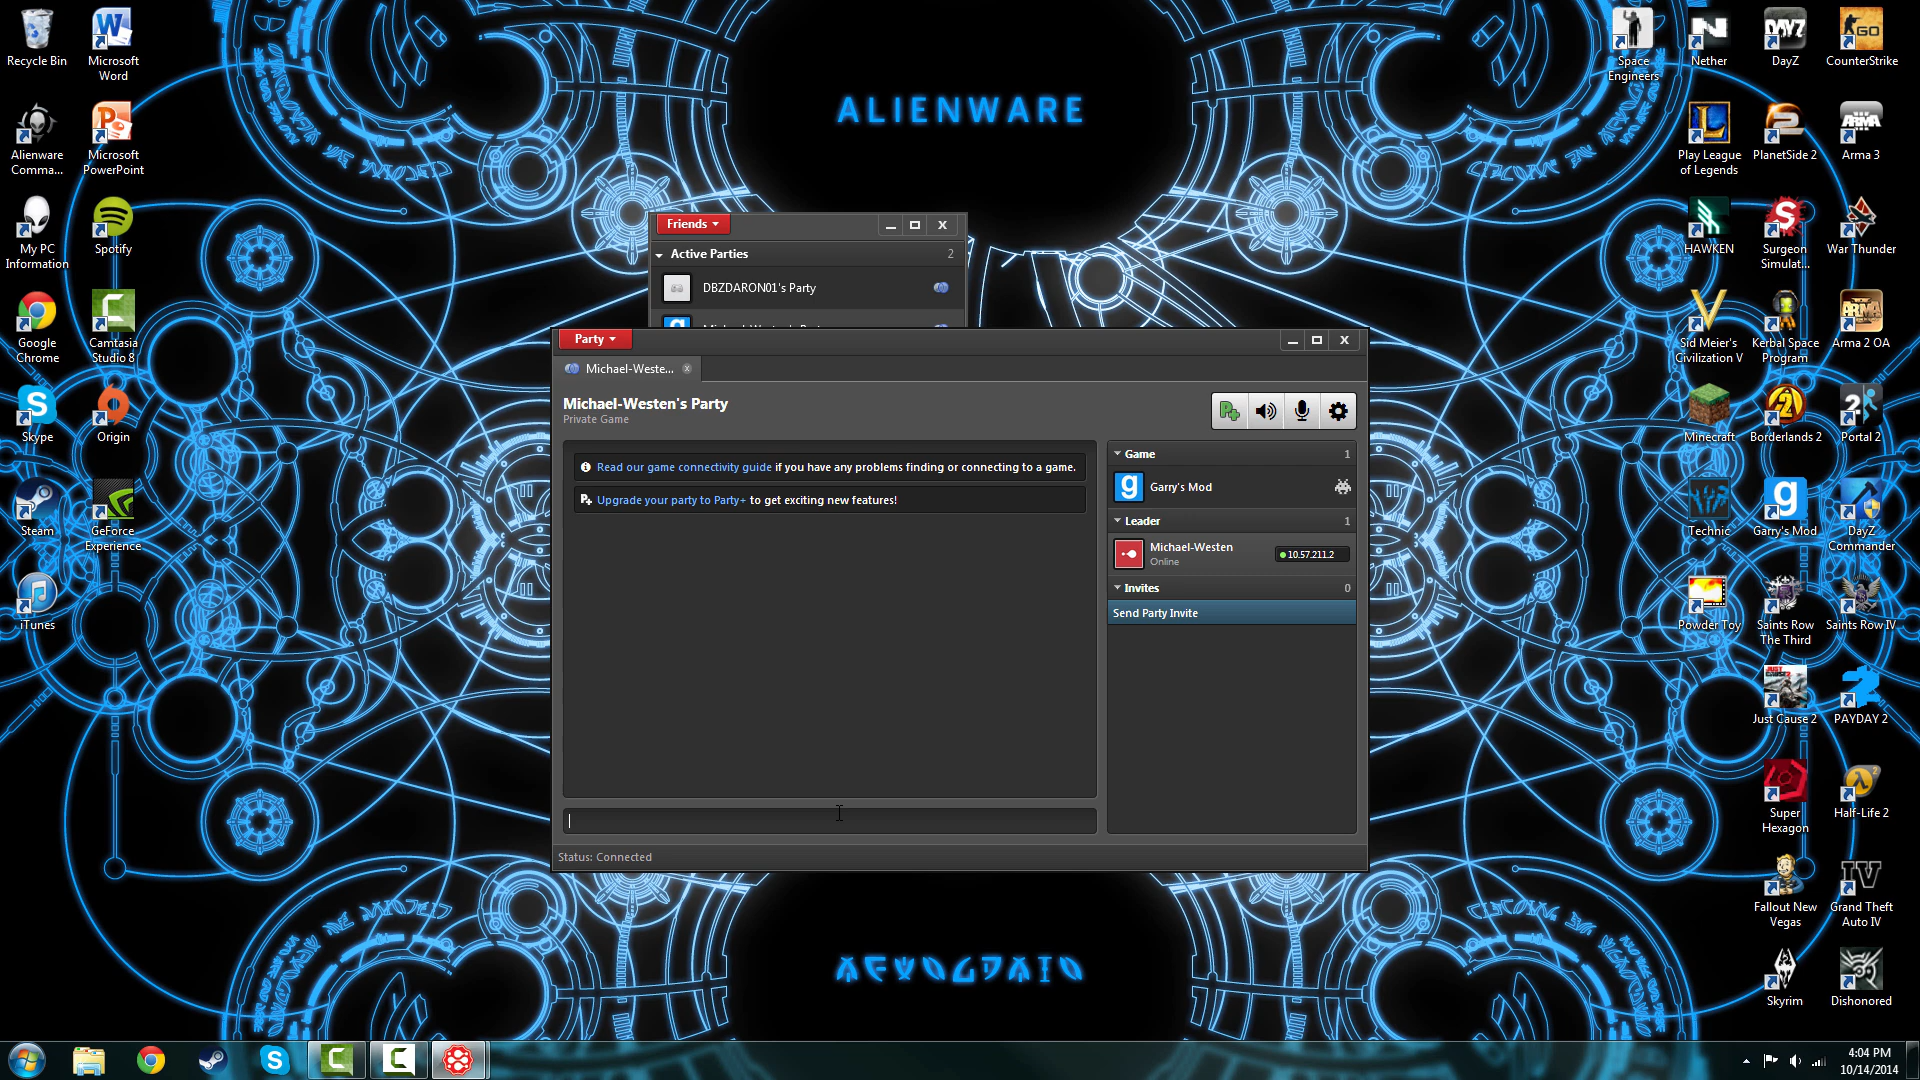 Recycle Bin
Microsoft
Word
Alienware
Comma...
Microsoft
PowerPoint
My PC
Information
Spotify
Google
Chrome
Camtasia
Studio 8
Skype
Origin
Steam
GeForce
Experience
iTunes
ALIENWARE
Friends
Active Parties
2
DBZDARON01's Party
Party
Michael-Weste...
Michael-Westen's Party
Private Game
Read our game connectivity guide if you have any problems finding or connecting to a game.
Upgrade your party to Party+ to get exciting new features!
Game
1
Garry's Mod
Leader
1
Michael-Westen
Online
10.57.211.2
Invites
0
Send Party Invite
Status: Connected
Space
Engineers
Nether
DayZ
CounterStrike
Play League
of Legends
PlanetSide 2
Arma 3
HAWKEN
Surgeon
Simulat...
War Thunder
Sid Meier's
Civilization V
Kerbal Space
Program
Arma 2 OA
Minecraft
Borderlands 2
Portal 2
Technic
Garry's Mod
DayZ
Commander
Powder Toy
Saints Row
The Third
Saints Row IV
Just Cause 2
PAYDAY 2
Super
Hexagon
Half-Life 2
Fallout New
Vegas
Grand Theft
Auto IV
Skyrim
Dishonored
4:04 PM
10/14/2014